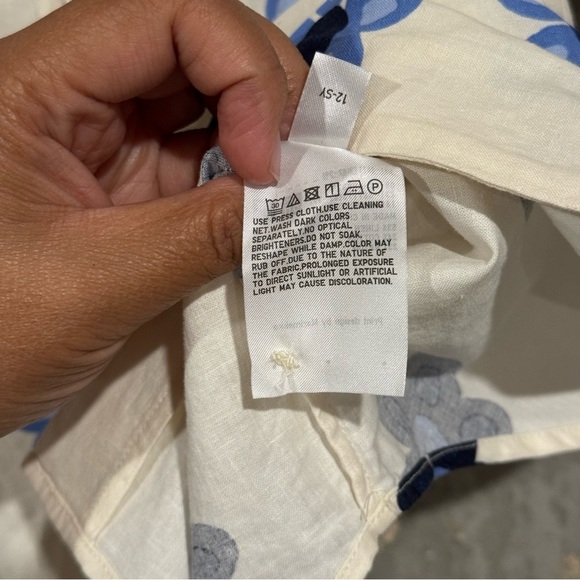 12-SY
30
P
USE PRESS CLOTH.USE CLEANING
NET.WASH DARK COLORS
SEPARATELY.NO OPTICAL
BRIGHTENERS.DO NOT SOAK.
RESHAPE WHILE DAMP.COLOR MAY
RUB OFF.DUE TO THE NATURE OF
THE FABRIC,PROLONGED EXPOSURE
TO DIRECT SUNLIGHT OR ARTIFICIAL
LIGHT MAY CAUSE DISCOLORATION.